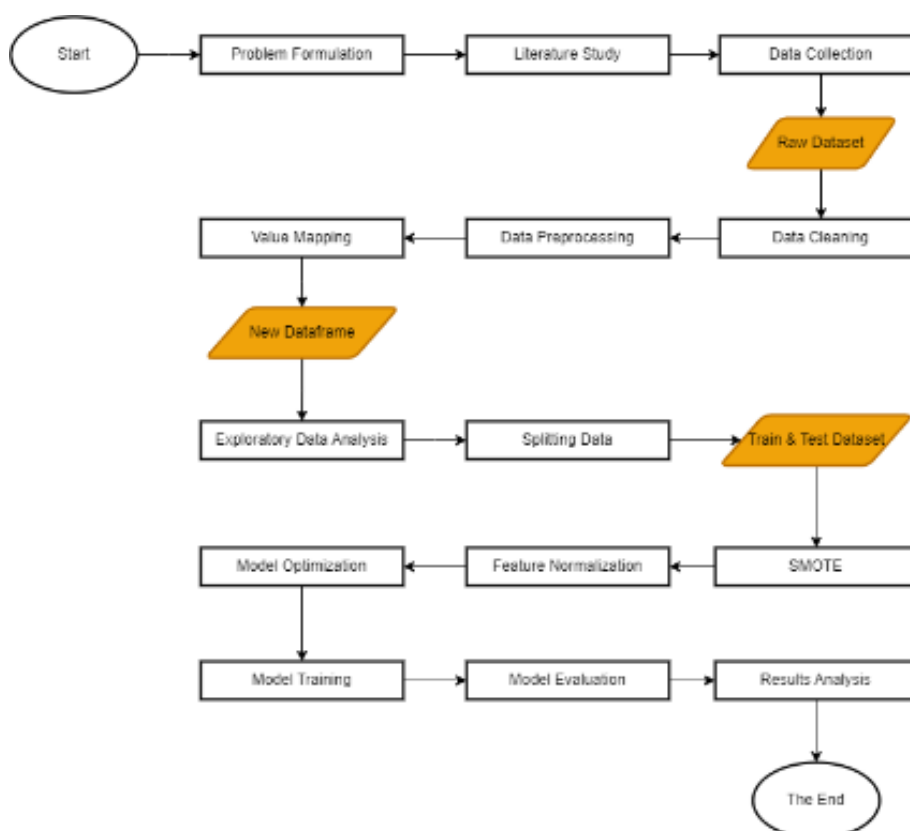 Start
Problem Formulation
Literature Study
Data Collection
Raw Dataset
Data Cleaning
Data Preprocessing
Value Mapping
New Dataframe
Exploratory Data Analysis
Splitting Data
Train & Test Dataset
SMOTE
Feature Normalization
Model Optimization
Model Training
Model Evaluation
Results Analysis
The End